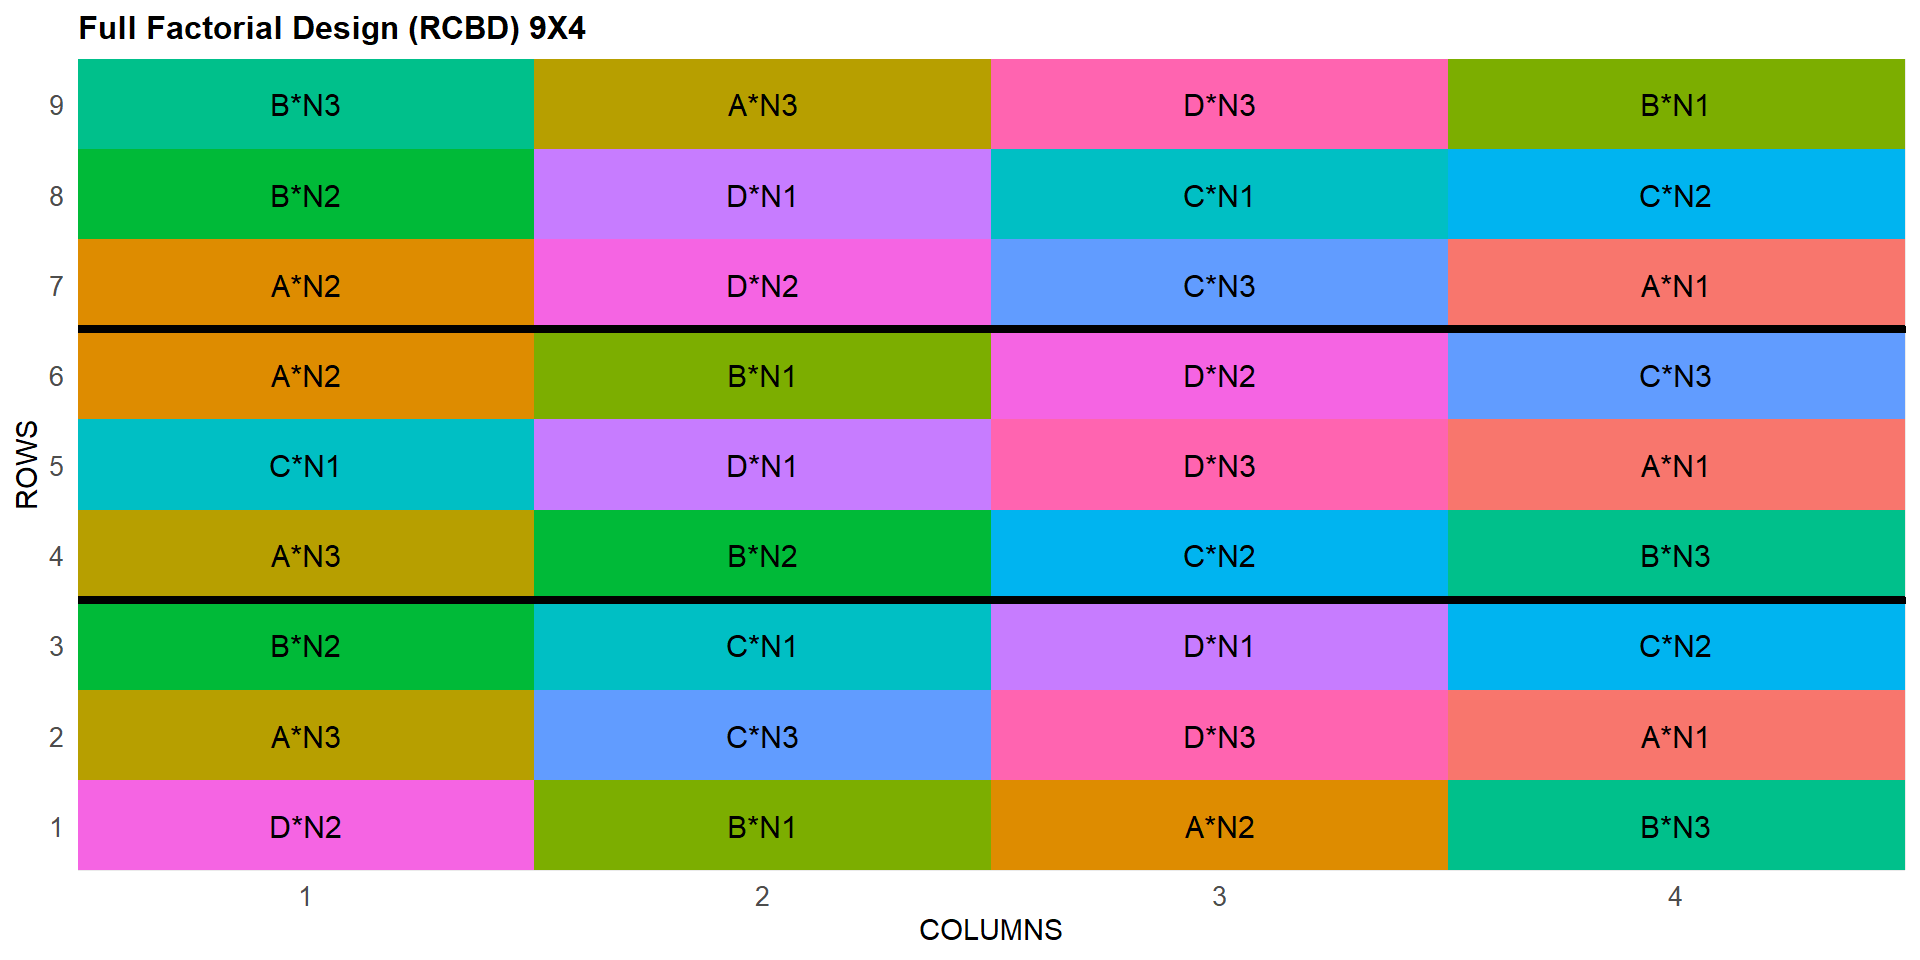 Full Factorial Design (RCBD) 9X4
9 B*N3 A*N3 D*N3 B*N1
8 B*N2 D*N1 C*N1 C*N2
7 A*N2 D*N2 C*N3 A*N1
6 A*N2 B*N1 D*N2 C*N3
ROWS
5 C*N1 D*N1 D*N3 A*N1
4 A*N3 B*N2 C*N2 B*N3
3 B*N2 C*N1 D*N1 C*N2
2 A*N3 C*N3 D*N3 A*N1
1 D*N2 B*N1 A*N2 B*N3
1 2 3 4
COLUMNS